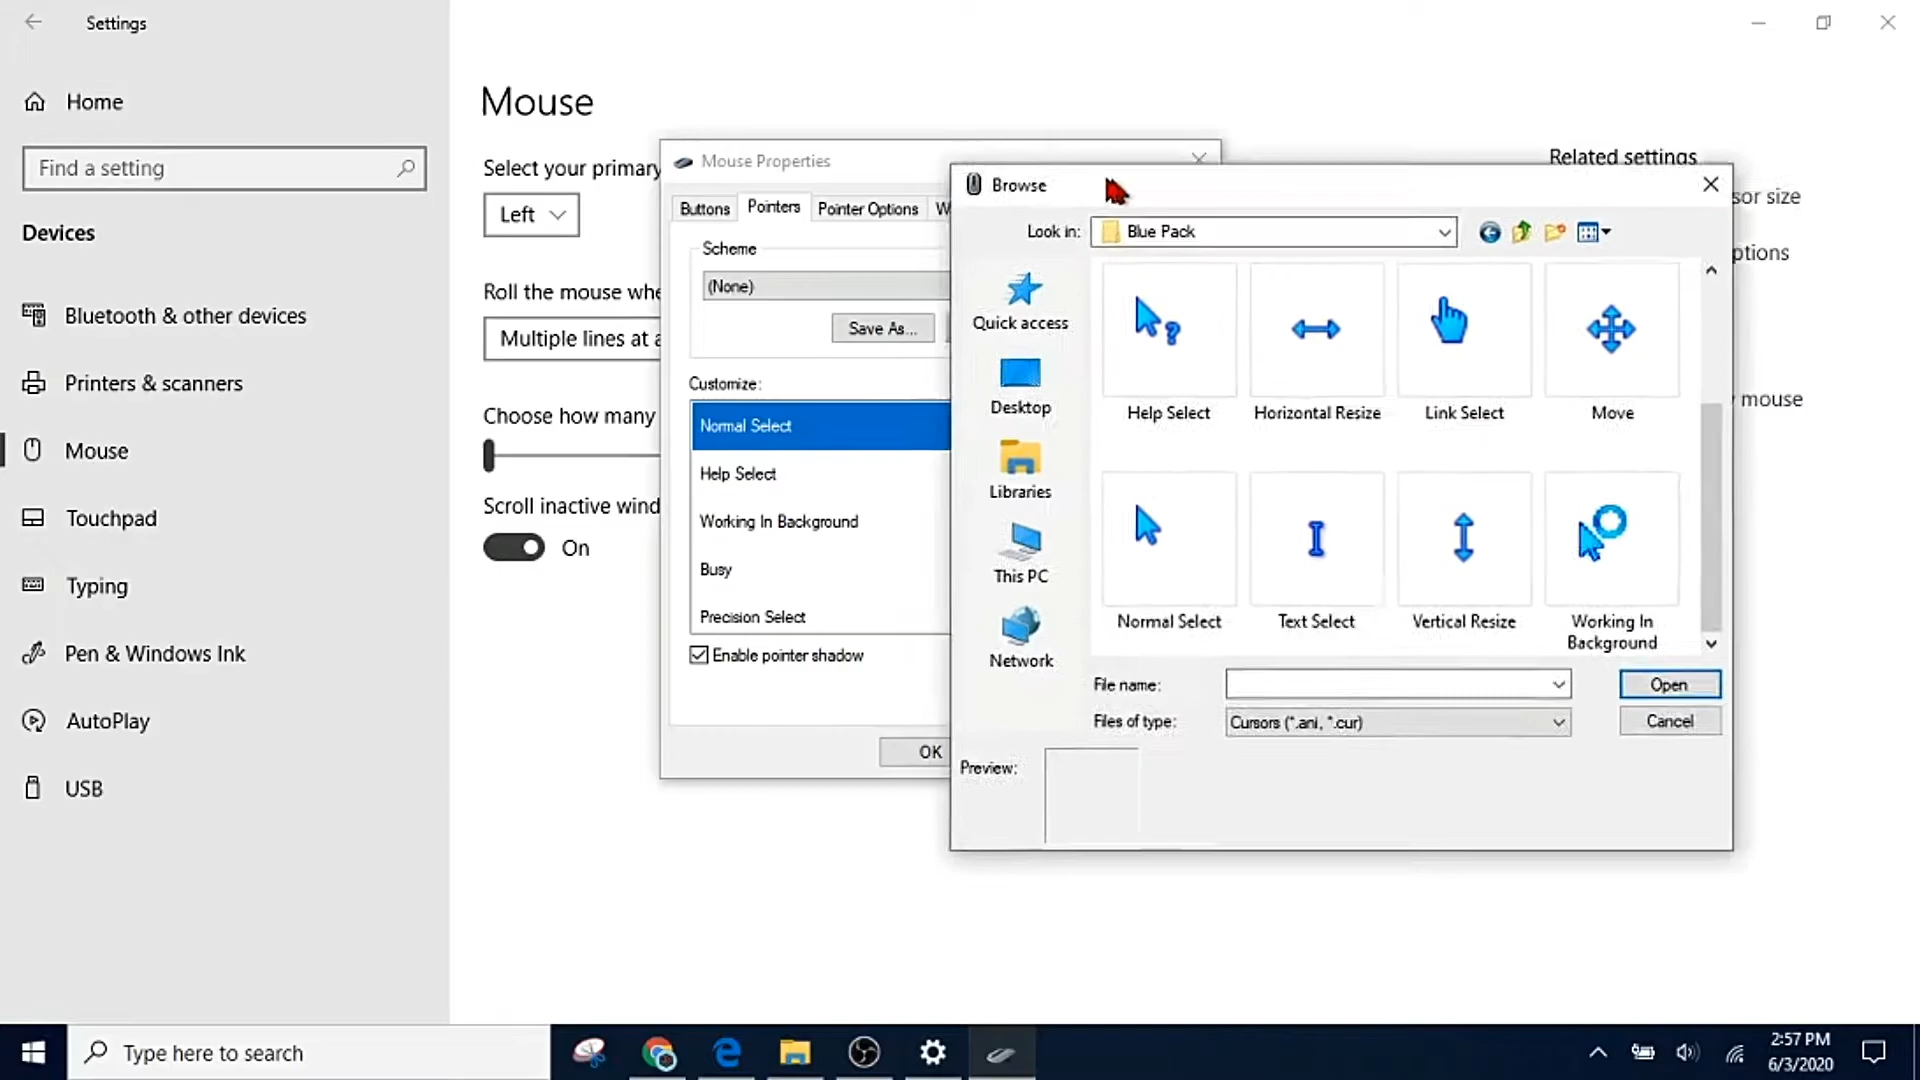 Settings
Home
Find a setting
Devices
Bluetooth & other devices
Printers & scanners
Mouse
Touchpad
Typing
Pen & Windows Ink
AutoPlay
USB
Mouse
Select your primary
Left
Roll the mouse whe
Multiple lines at a
Choose how many
Scroll inactive wind
On
Related settings
sor size
ptions
mouse
Mouse Properties
Buttons
Pointers
Pointer Options
W
Scheme
(None)
Save As...
Customize:
Normal Select
Help Select
Working In Background
Busy
Precision Select
Enable pointer shadow
OK
Browse
Look in:
Blue Pack
Quick access
Desktop
Libraries
This PC
Network
Help Select
Horizontal Resize
Link Select
Move
Normal Select
Text Select
Vertical Resize
Working In
Background
File name:
Open
Files of type:
Cursors (*.ani, *.cur)
Cancel
Preview:
Type here to search
2:57 PM
6/3/2020